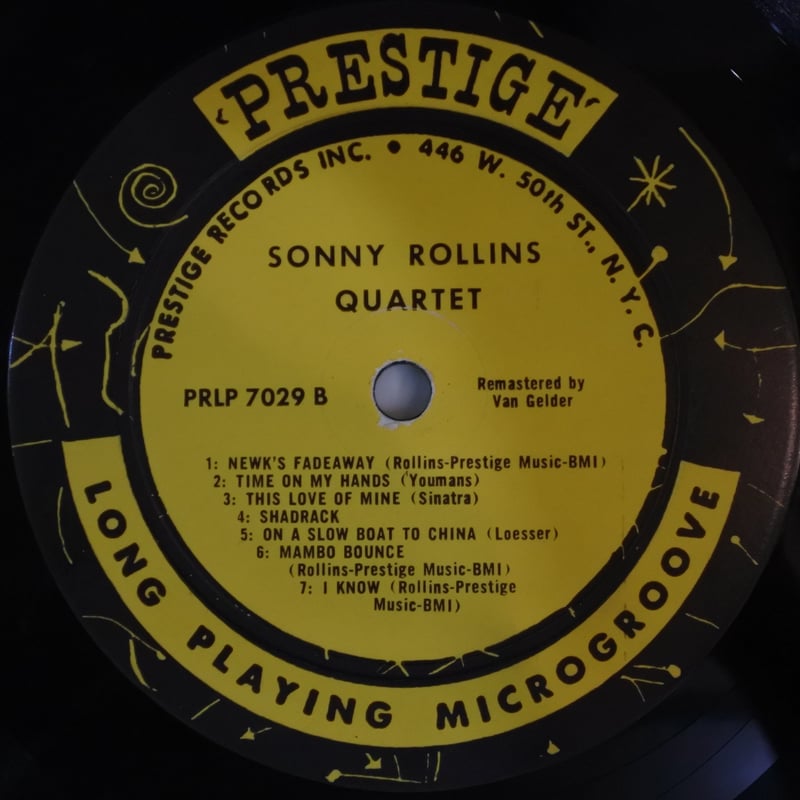 'PRESTIGE'
PRESTIGE RECORDS INC. • 446 W. 50th ST., N.Y.C.
SONNY ROLLINS
QUARTET
PRLP 7029 B
Remastered by
Van Gelder
1: NEWK'S FADEAWAY (Rollins-Prestige Music-BMI)
2: TIME ON MY HANDS (Youmans)
3: THIS LOVE OF MINE (Sinatra)
4: SHADRACK
5: ON A SLOW BOAT TO CHINA (Loesser)
6: MAMBO BOUNCE
(Rollins-Prestige Music-BMI)
7: I KNOW (Rollins-Prestige
Music-BMI)
LONG PLAYING MICROGROOVE